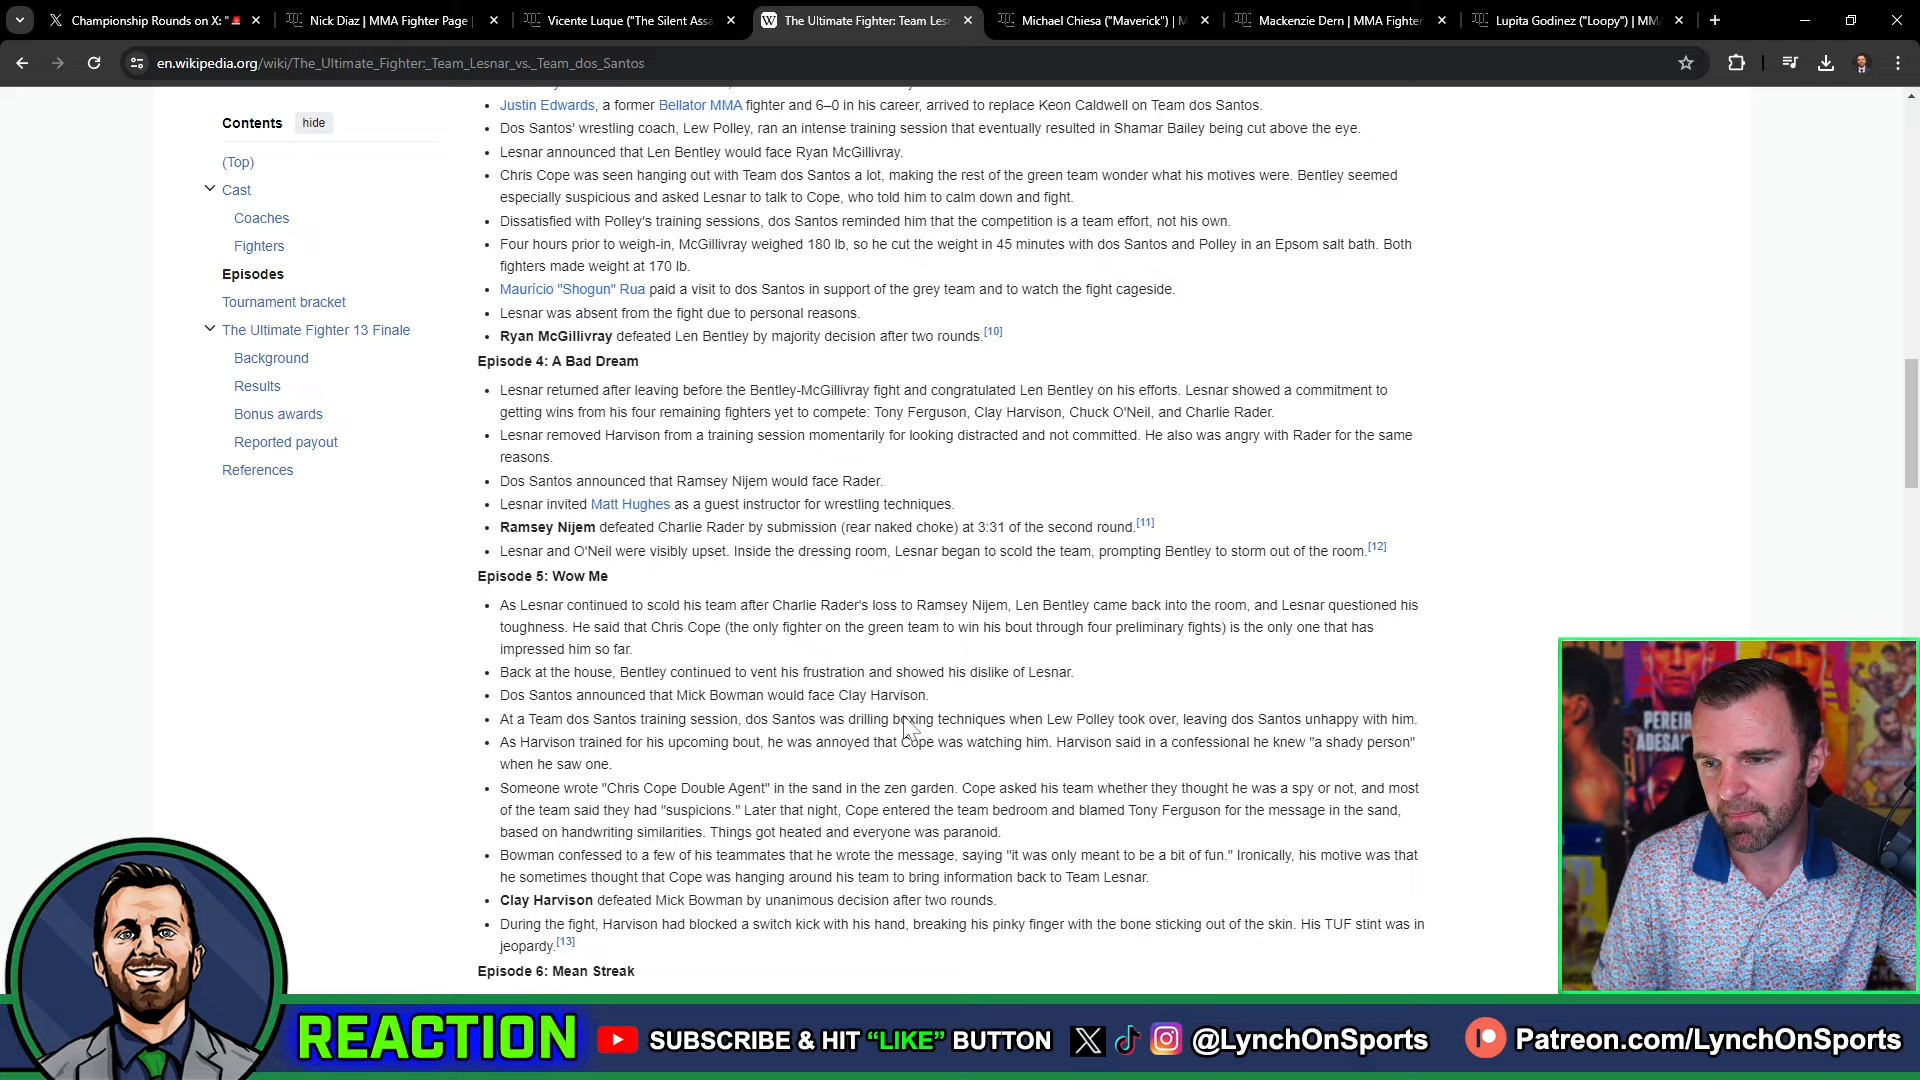 Championship Rounds on X: "
Nick Diaz | MMA Fighter Page |
Vicente Luque ("The Silent Assa
The Ultimate Fighter: Team Les
Michael Chiesa ("Maverick") | M
Mackenzie Dern | MMA Fighter
Lupita Godinez ("Loopy") | MMA
en.wikipedia.org/wiki/The_Ultimate_Fighter:_Team_Lesnar_vs._Team_dos_Santos
Contents hide
(Top)
Cast
Coaches
Fighters
Episodes
Tournament bracket
The Ultimate Fighter 13 Finale
Background
Results
Bonus awards
Reported payout
References
Justin Edwards, a former Bellator MMA fighter and 6–0 in his career, arrived to replace Keon Caldwell on Team dos Santos.
Dos Santos' wrestling coach, Lew Polley, ran an intense training session that eventually resulted in Shamar Bailey being cut above the eye.
Lesnar announced that Len Bentley would face Ryan McGillivray.
Chris Cope was seen hanging out with Team dos Santos a lot, making the rest of the green team wonder what his motives were. Bentley seemed
especially suspicious and asked Lesnar to talk to Cope, who told him to calm down and fight.
Dissatisfied with Polley's training sessions, dos Santos reminded him that the competition is a team effort, not his own.
Four hours prior to weigh-in, McGillivray weighed 180 lb, so he cut the weight in 45 minutes with dos Santos and Polley in an Epsom salt bath. Both
fighters made weight at 170 lb.
Maurício "Shogun" Rua paid a visit to dos Santos in support of the grey team and to watch the fight cageside.
Lesnar was absent from the fight due to personal reasons.
Ryan McGillivray defeated Len Bentley by majority decision after two rounds.[10]
Episode 4: A Bad Dream
Lesnar returned after leaving before the Bentley-McGillivray fight and congratulated Len Bentley on his efforts. Lesnar showed a commitment to
getting wins from his four remaining fighters yet to compete: Tony Ferguson, Clay Harvison, Chuck O'Neil, and Charlie Rader.
Lesnar removed Harvison from a training session momentarily for looking distracted and not committed. He also was angry with Rader for the same
reasons.
Dos Santos announced that Ramsey Nijem would face Rader.
Lesnar invited Matt Hughes as a guest instructor for wrestling techniques.
Ramsey Nijem defeated Charlie Rader by submission (rear naked choke) at 3:31 of the second round.[11]
Lesnar and O'Neil were visibly upset. Inside the dressing room, Lesnar began to scold the team, prompting Bentley to storm out of the room.[12]
Episode 5: Wow Me
As Lesnar continued to scold his team after Charlie Rader's loss to Ramsey Nijem, Len Bentley came back into the room, and Lesnar questioned his
toughness. He said that Chris Cope (the only fighter on the green team to win his bout through four preliminary fights) is the only one that has
impressed him so far.
Back at the house, Bentley continued to vent his frustration and showed his dislike of Lesnar.
Dos Santos announced that Mick Bowman would face Clay Harvison.
At a Team dos Santos training session, dos Santos was drilling boxing techniques when Lew Polley took over, leaving dos Santos unhappy with him.
As Harvison trained for his upcoming bout, he was annoyed that Cope was watching him. Harvison said in a confessional he knew "a shady person"
when he saw one.
Someone wrote "Chris Cope Double Agent" in the sand in the zen garden. Cope asked his team whether they thought he was a spy or not, and most
of the team said they had "suspicions." Later that night, Cope entered the team bedroom and blamed Tony Ferguson for the message in the sand,
based on handwriting similarities. Things got heated and everyone was paranoid.
Bowman confessed to a few of his teammates that he wrote the message, saying "it was only meant to be a bit of fun." Ironically, his motive was that
he sometimes thought that Cope was hanging around his team to bring information back to Team Lesnar.
Clay Harvison defeated Mick Bowman by unanimous decision after two rounds.
During the fight, Harvison had blocked a switch kick with his hand, breaking his pinky finger with the bone sticking out of the skin. His TUF stint was in
jeopardy.[13]
Episode 6: Mean Streak
PEREIR
ADESA
REACTION SUBSCRIBE & HIT "LIKE" BUTTON @LynchOnSports Patreon.com/LynchOnSports